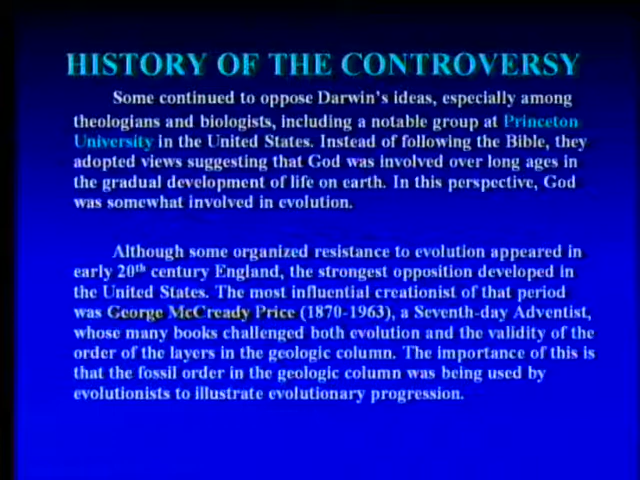 HISTORY OF THE CONTROVERSY
Some continued to oppose Darwin's ideas, especially among
theologians and biologists, including a notable group at Princeton
University in the United States. Instead of following the Bible, they
adopted views suggesting that God was involved over long ages in
the gradual development of life on earth. In this perspective, God
was somewhat involved in evolution.
Although some organized resistance to evolution appeared in
early 20th century England, the strongest opposition developed in
the United States. The most influential creationist of that period
was George McCready Price (1870-1963), a Seventh-day Adventist,
whose many books challenged both evolution and the validity of the
order of the layers in the geologic column. The importance of this is
that the fossil order in the geologic column was being used by
evolutionists to illustrate evolutionary progression.